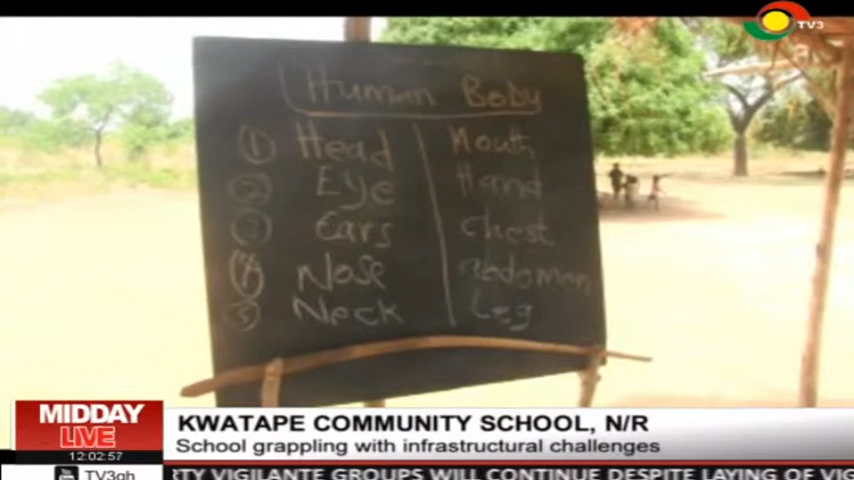 TV3
Human Body
① Head Mouth
② Eye Hand
③ Ears Chest
④ Nose abdomen
⑤ Neck Leg
MIDDAY
LIVE
12:02:57
KWATAPE COMMUNITY SCHOOL, N/R
School grappling with infrastructural challenges
You Tube TV3gh
RTY VIGILANTE GROUPS WILL CONTINUE DESPITE LAYING OF VIG